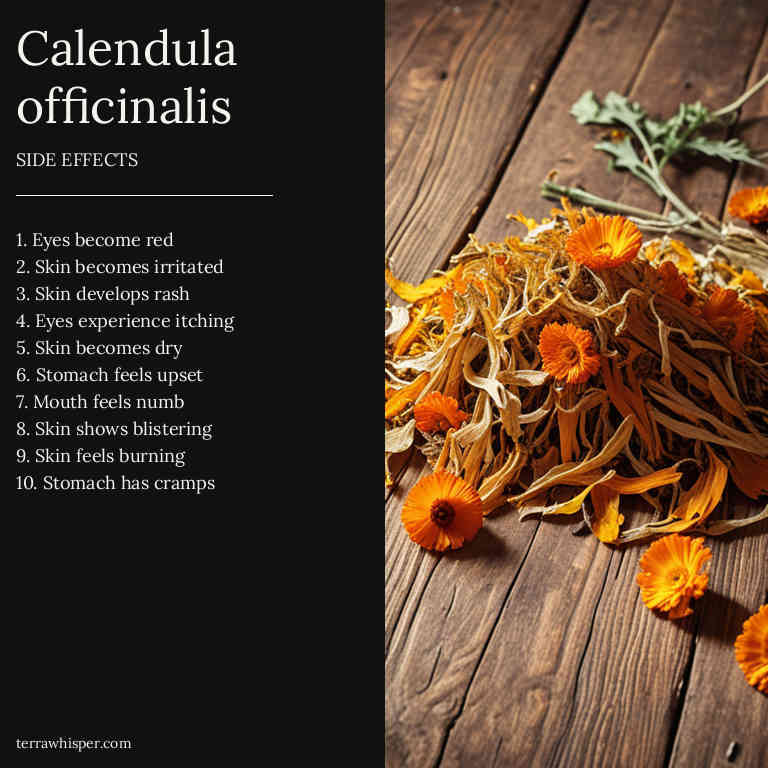 Calendula
officinalis
SIDE EFFECTS
1. Eyes become red
2. Skin becomes irritated
3. Skin develops rash
4. Eyes experience itching
5. Skin becomes dry
6. Stomach feels upset
7. Mouth feels numb
8. Skin shows blistering
9. Skin feels burning
10. Stomach has cramps
terrawhisper.com